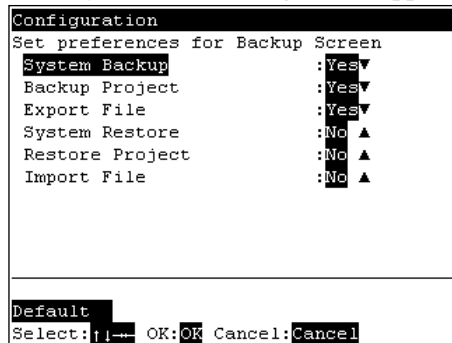 Configuration
Set preferences for Backup Screen
System Backup :Yes▼
Backup Project :Yes▼
Export File :Yes▼
System Restore :No ▲
Restore Project :No ▲
Import File :No ▲
Default
Select:↑↓→← OK:OK Cancel:Cancel